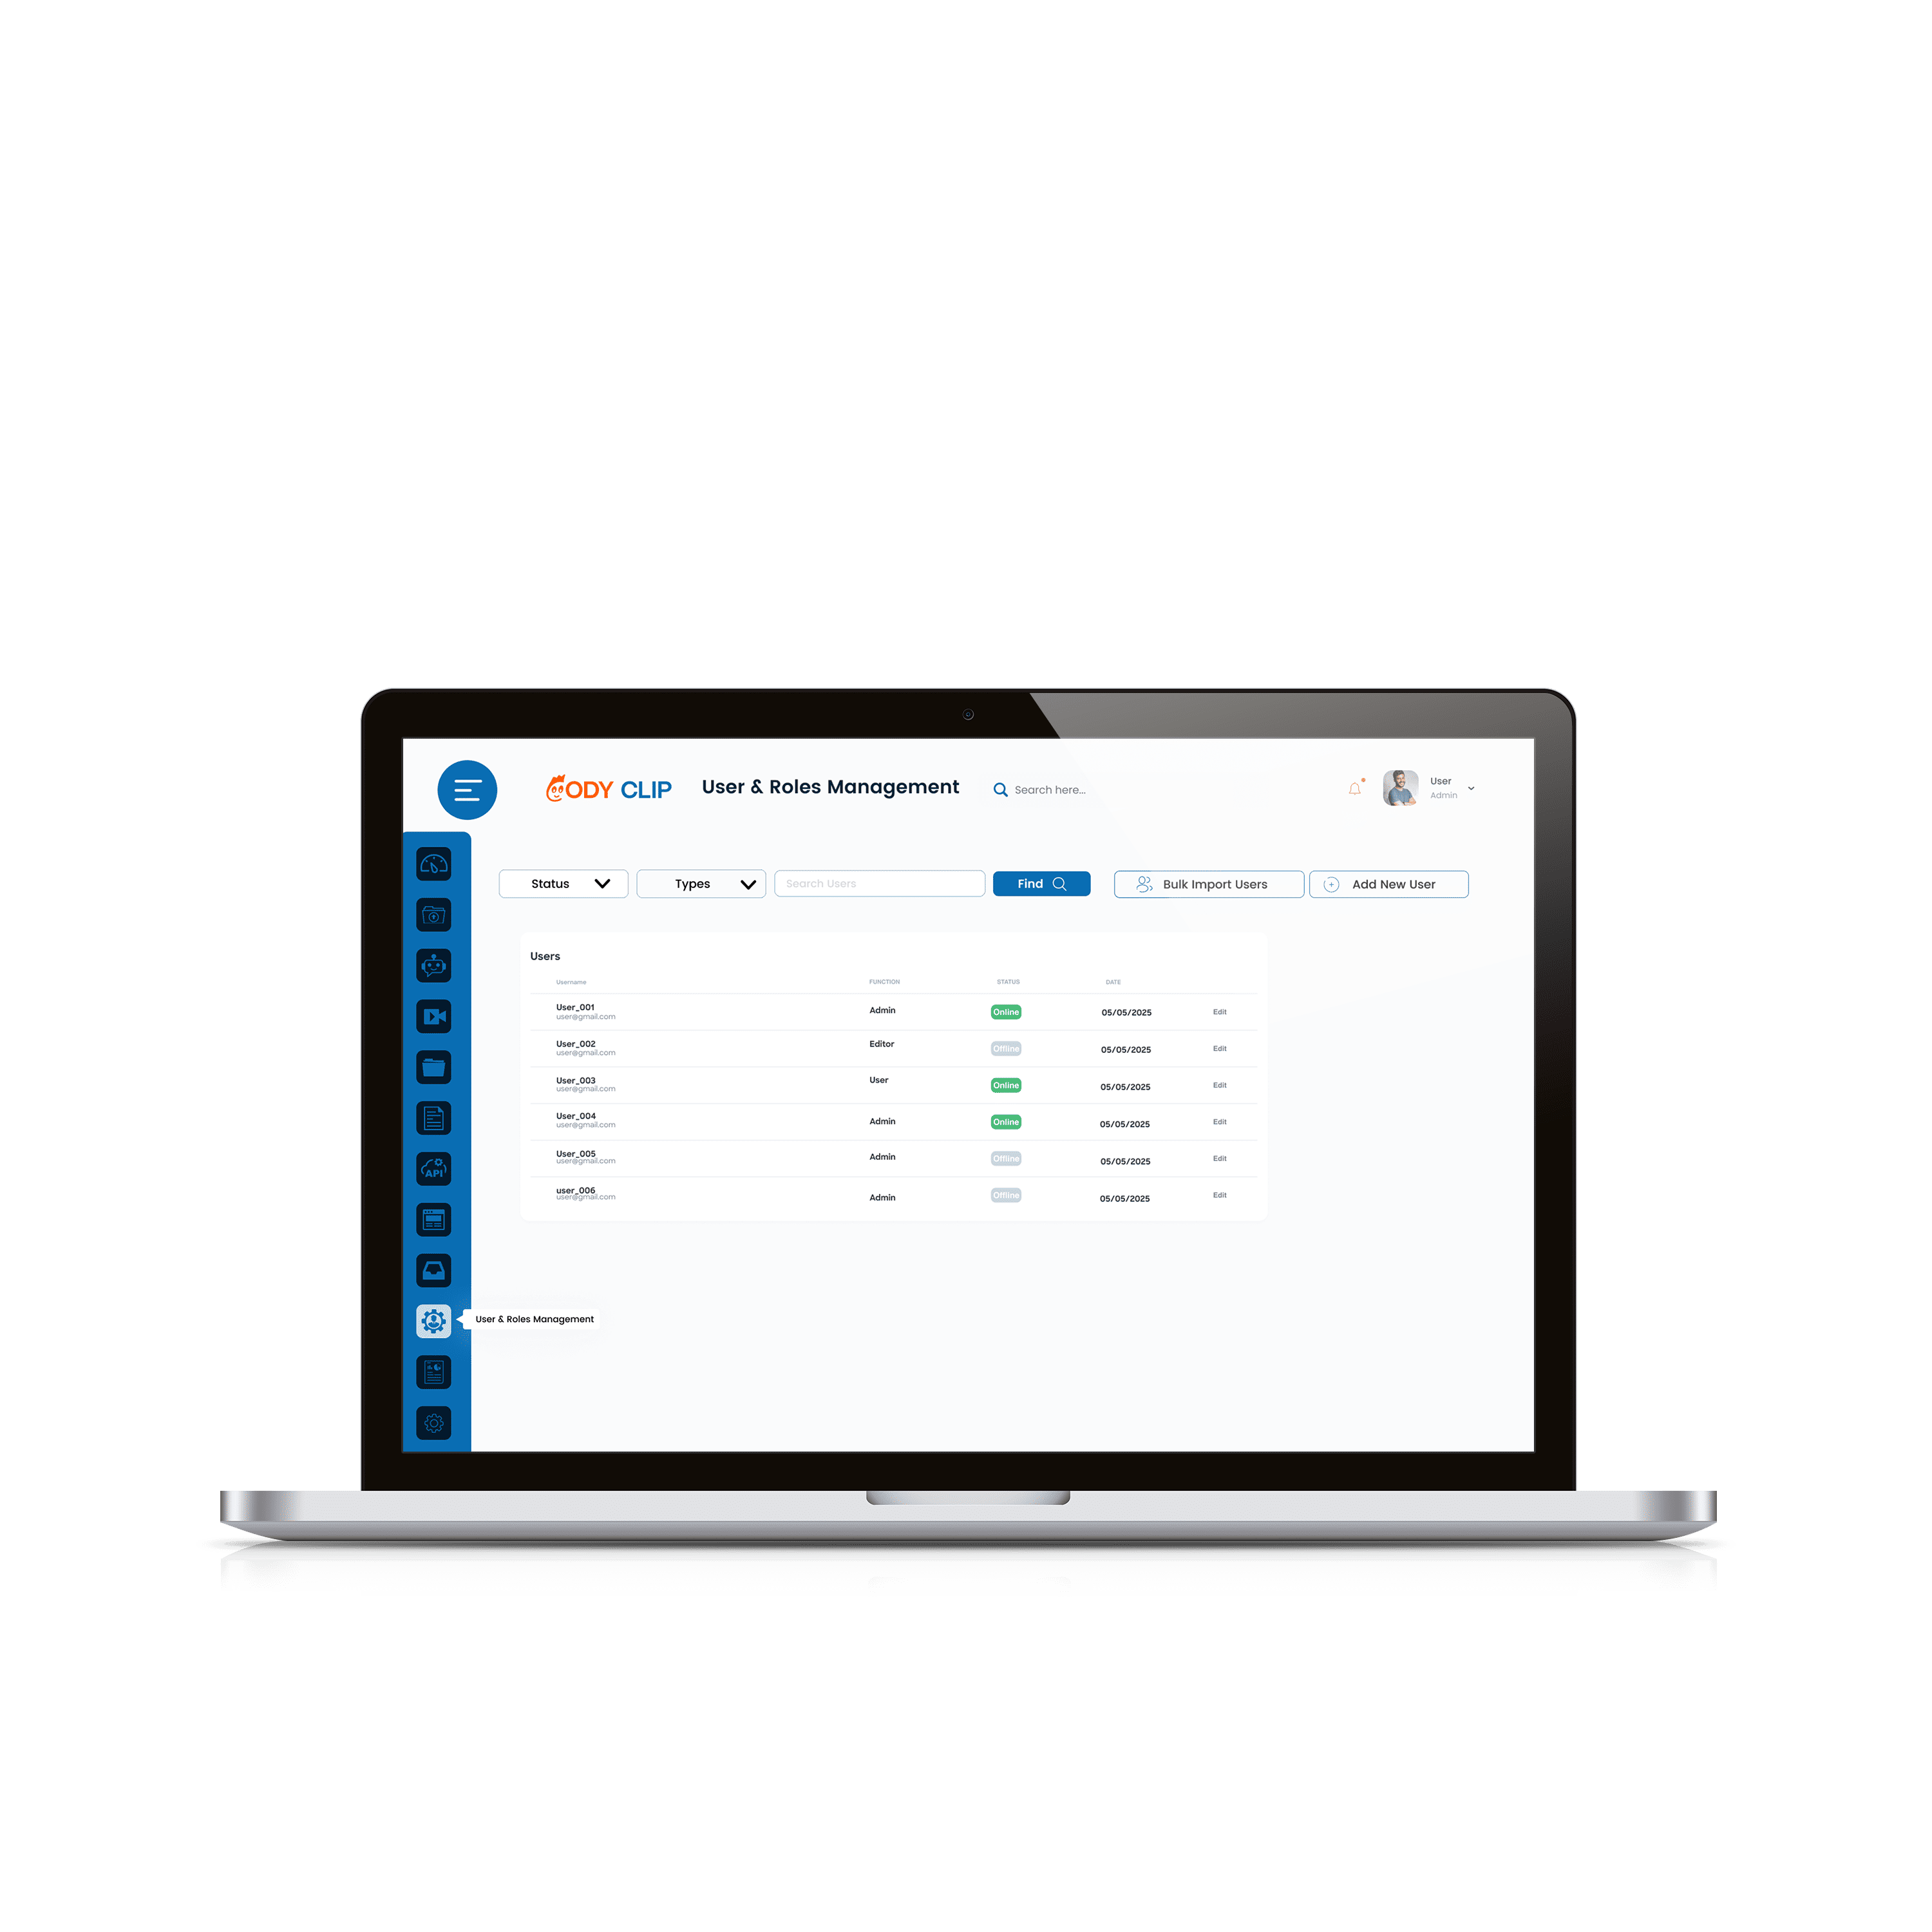 CODY CLIP
User & Roles Management
Search here...
User
Admin
Status
Types
Search Users
Find
Bulk Import Users
Add New User
Users
Username FUNCTION STATUS DATE
User_001
user@gmail.com
Admin Online 05/05/2025 Edit
User_002
user@gmail.com
Editor Offline 05/05/2025 Edit
User_003
user@gmail.com
User Online 05/05/2025 Edit
User_004
user@gmail.com
Admin Online 05/05/2025 Edit
User_005
user@gmail.com
Admin Offline 05/05/2025 Edit
user_006
user@gmail.com
Admin Offline 05/05/2025 Edit
API
User & Roles Management